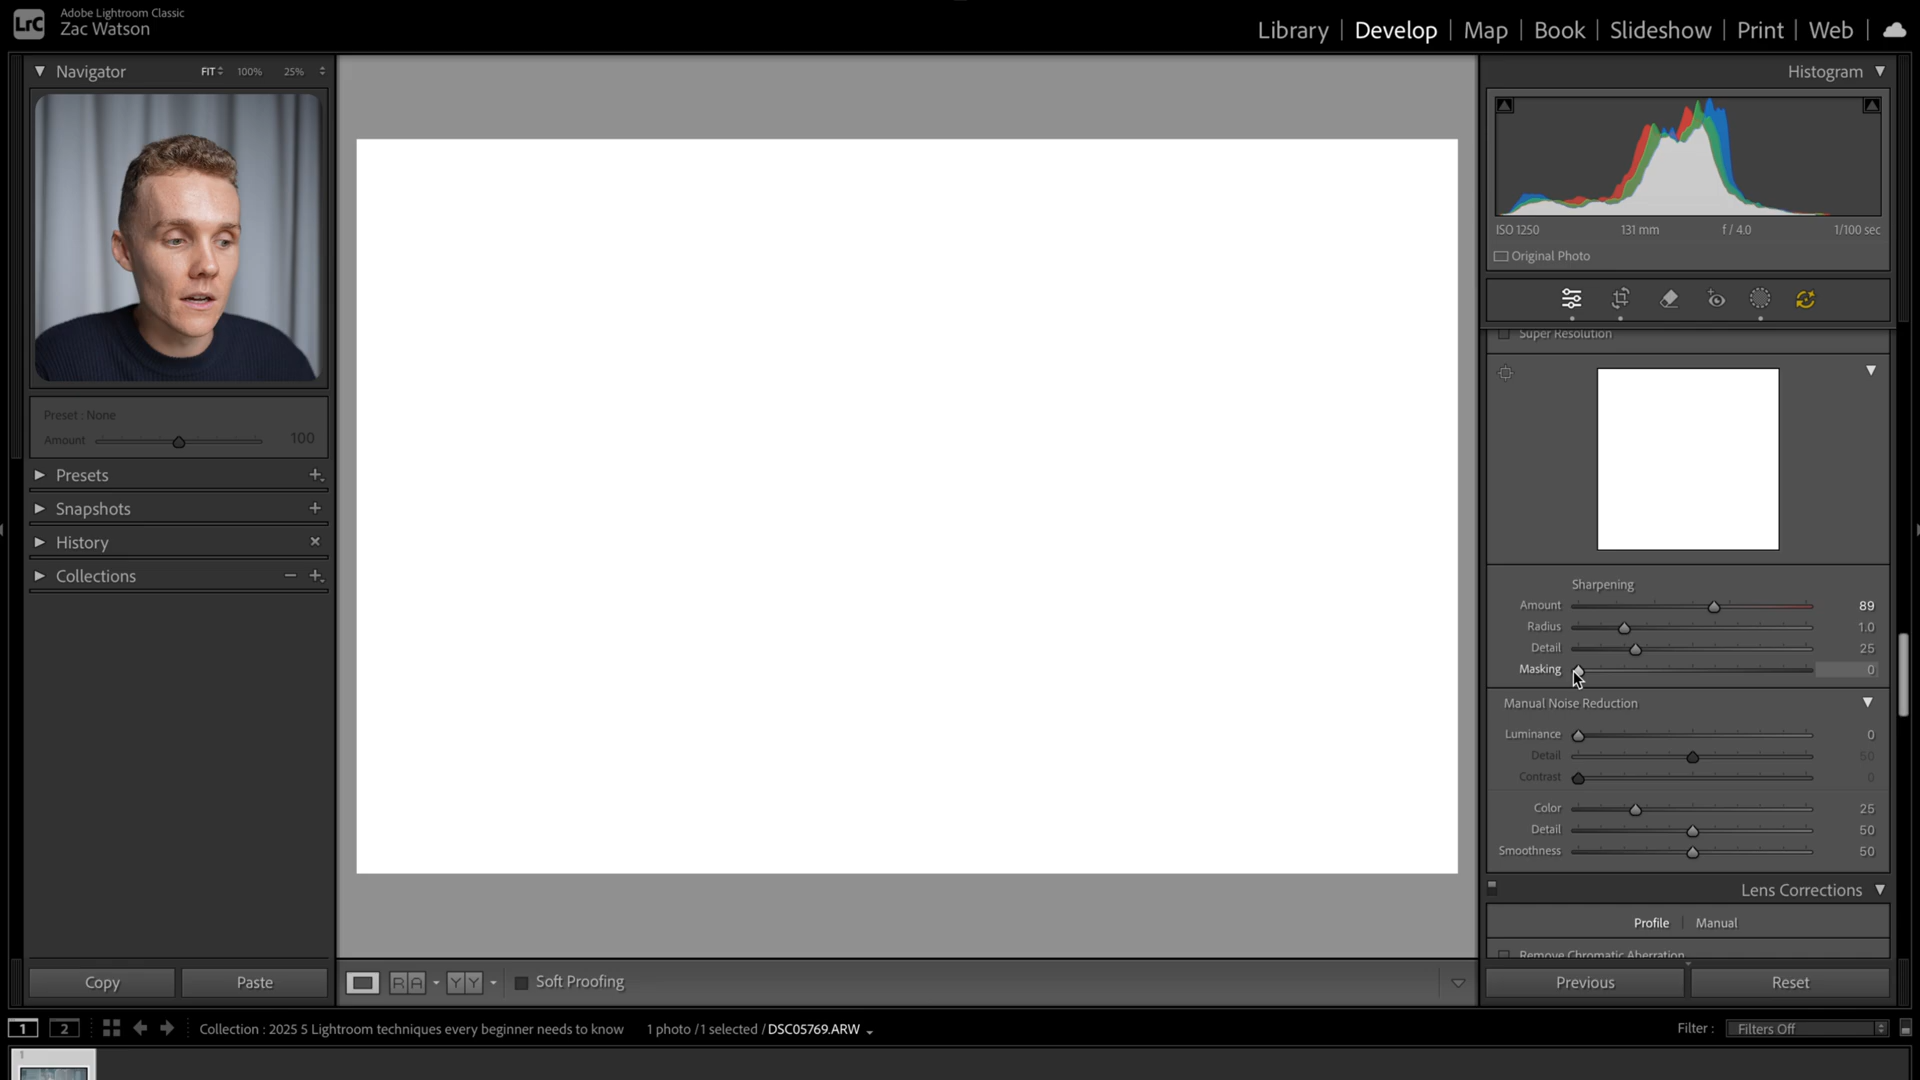 LrC
Adobe Lightroom Classic
Zac Watson
Library | Develop | Map | Book | Slideshow | Print | Web
Navigator FIT 100% 25%
Preset : None
Amount 100
Presets
Snapshots
History
Collections
Copy Paste
RA YY Soft Proofing
Histogram
ISO 1250 131 mm f / 4.0 1/100 sec
Original Photo
Super Resolution
Sharpening
Amount 89
Radius 1.0
Detail 25
Masking 0
Manual Noise Reduction
Luminance 0
Detail 50
Contrast 0
Color 25
Detail 50
Smoothness 50
Lens Corrections
Profile | Manual
Remove Chromatic Aberration
Previous Reset
1 2 Collection : 2025 5 Lightroom techniques every beginner needs to know 1 photo / 1 selected / DSC05769.ARW Filter : Filters Off
1